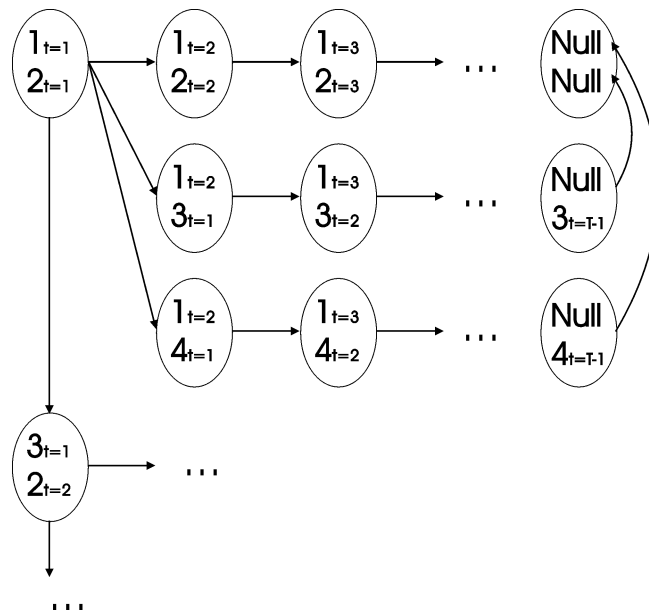 1t=1
2t=1
1t=2
2t=2
1t=3
2t=3
...
Null
Null
1t=2
3t=1
1t=3
3t=2
...
Null
3t=T-1
1t=2
4t=1
1t=3
4t=2
...
Null
4t=T-1
3t=1
2t=2
...
...